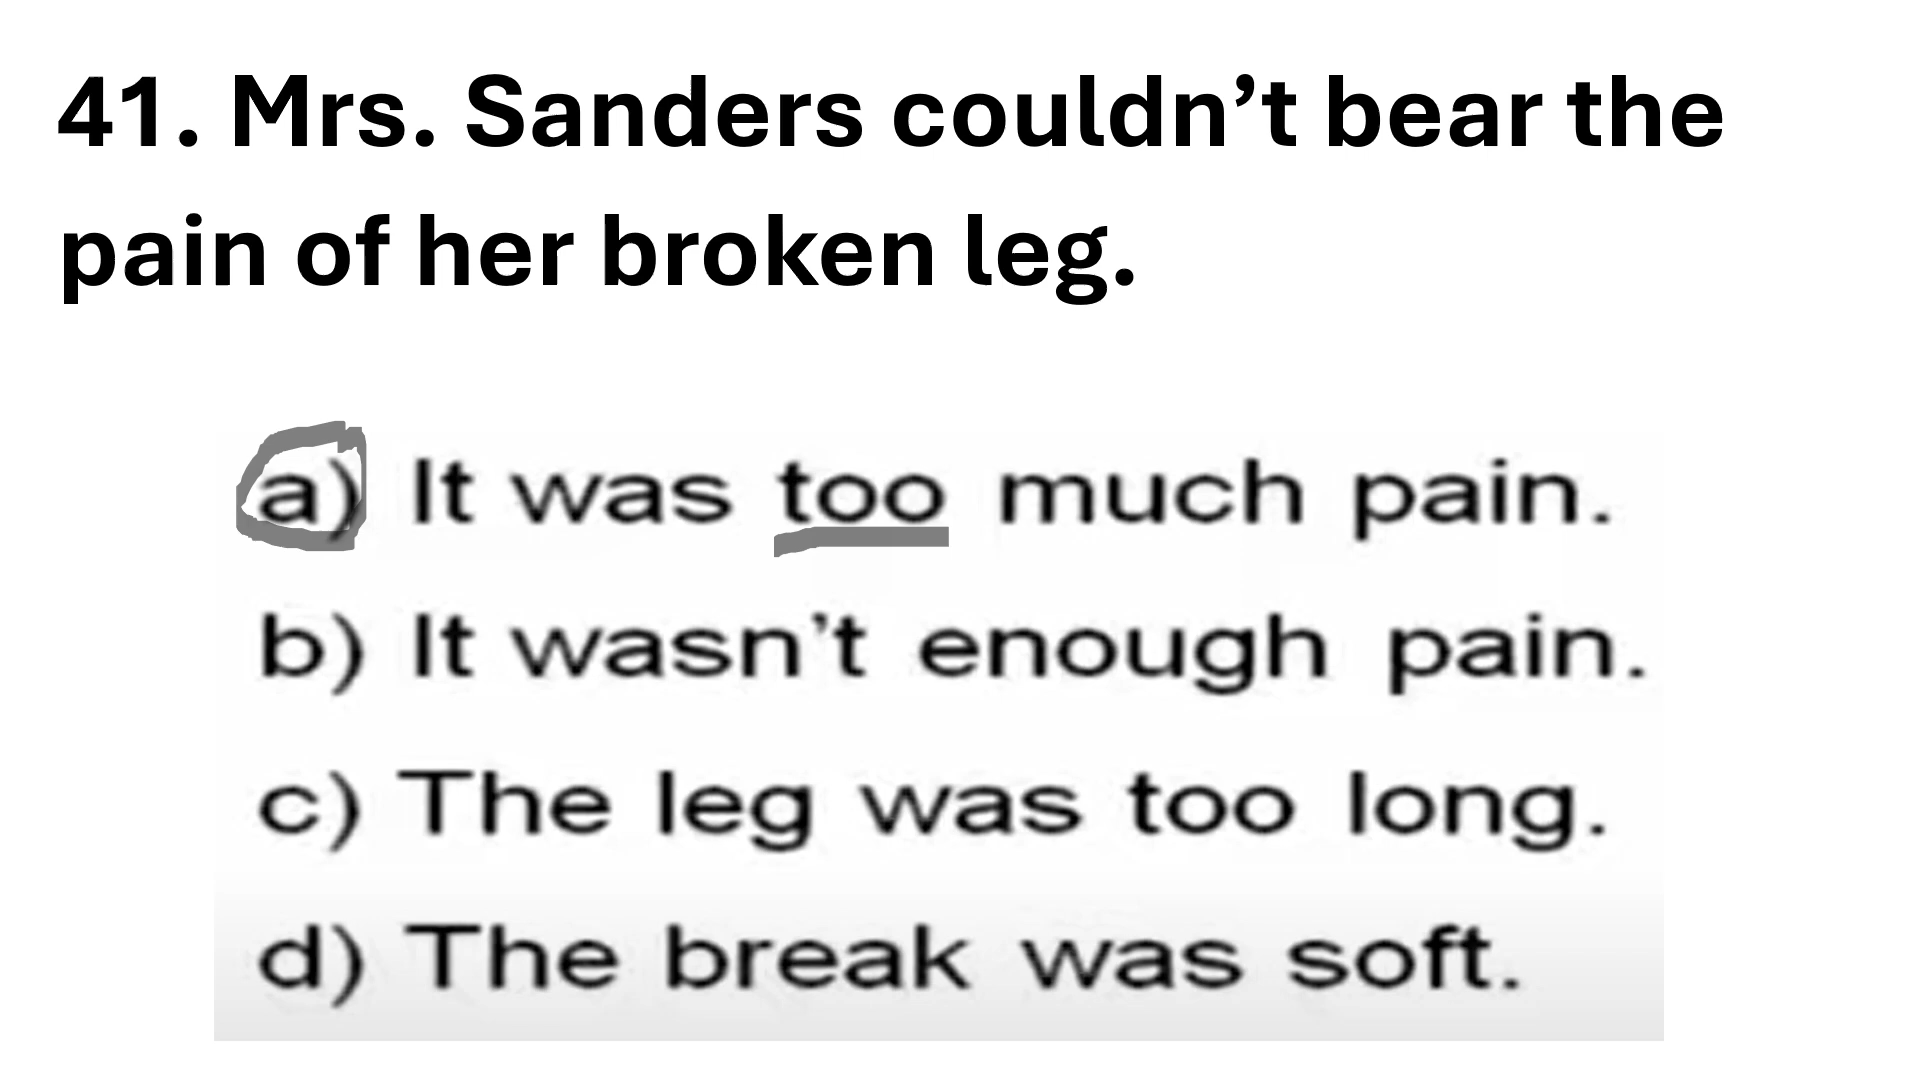 41. Mrs. Sanders couldn’t bear the
pain of her broken leg.
a) It was too much pain.
b) It wasn’t enough pain.
c) The leg was too long.
d) The break was soft.